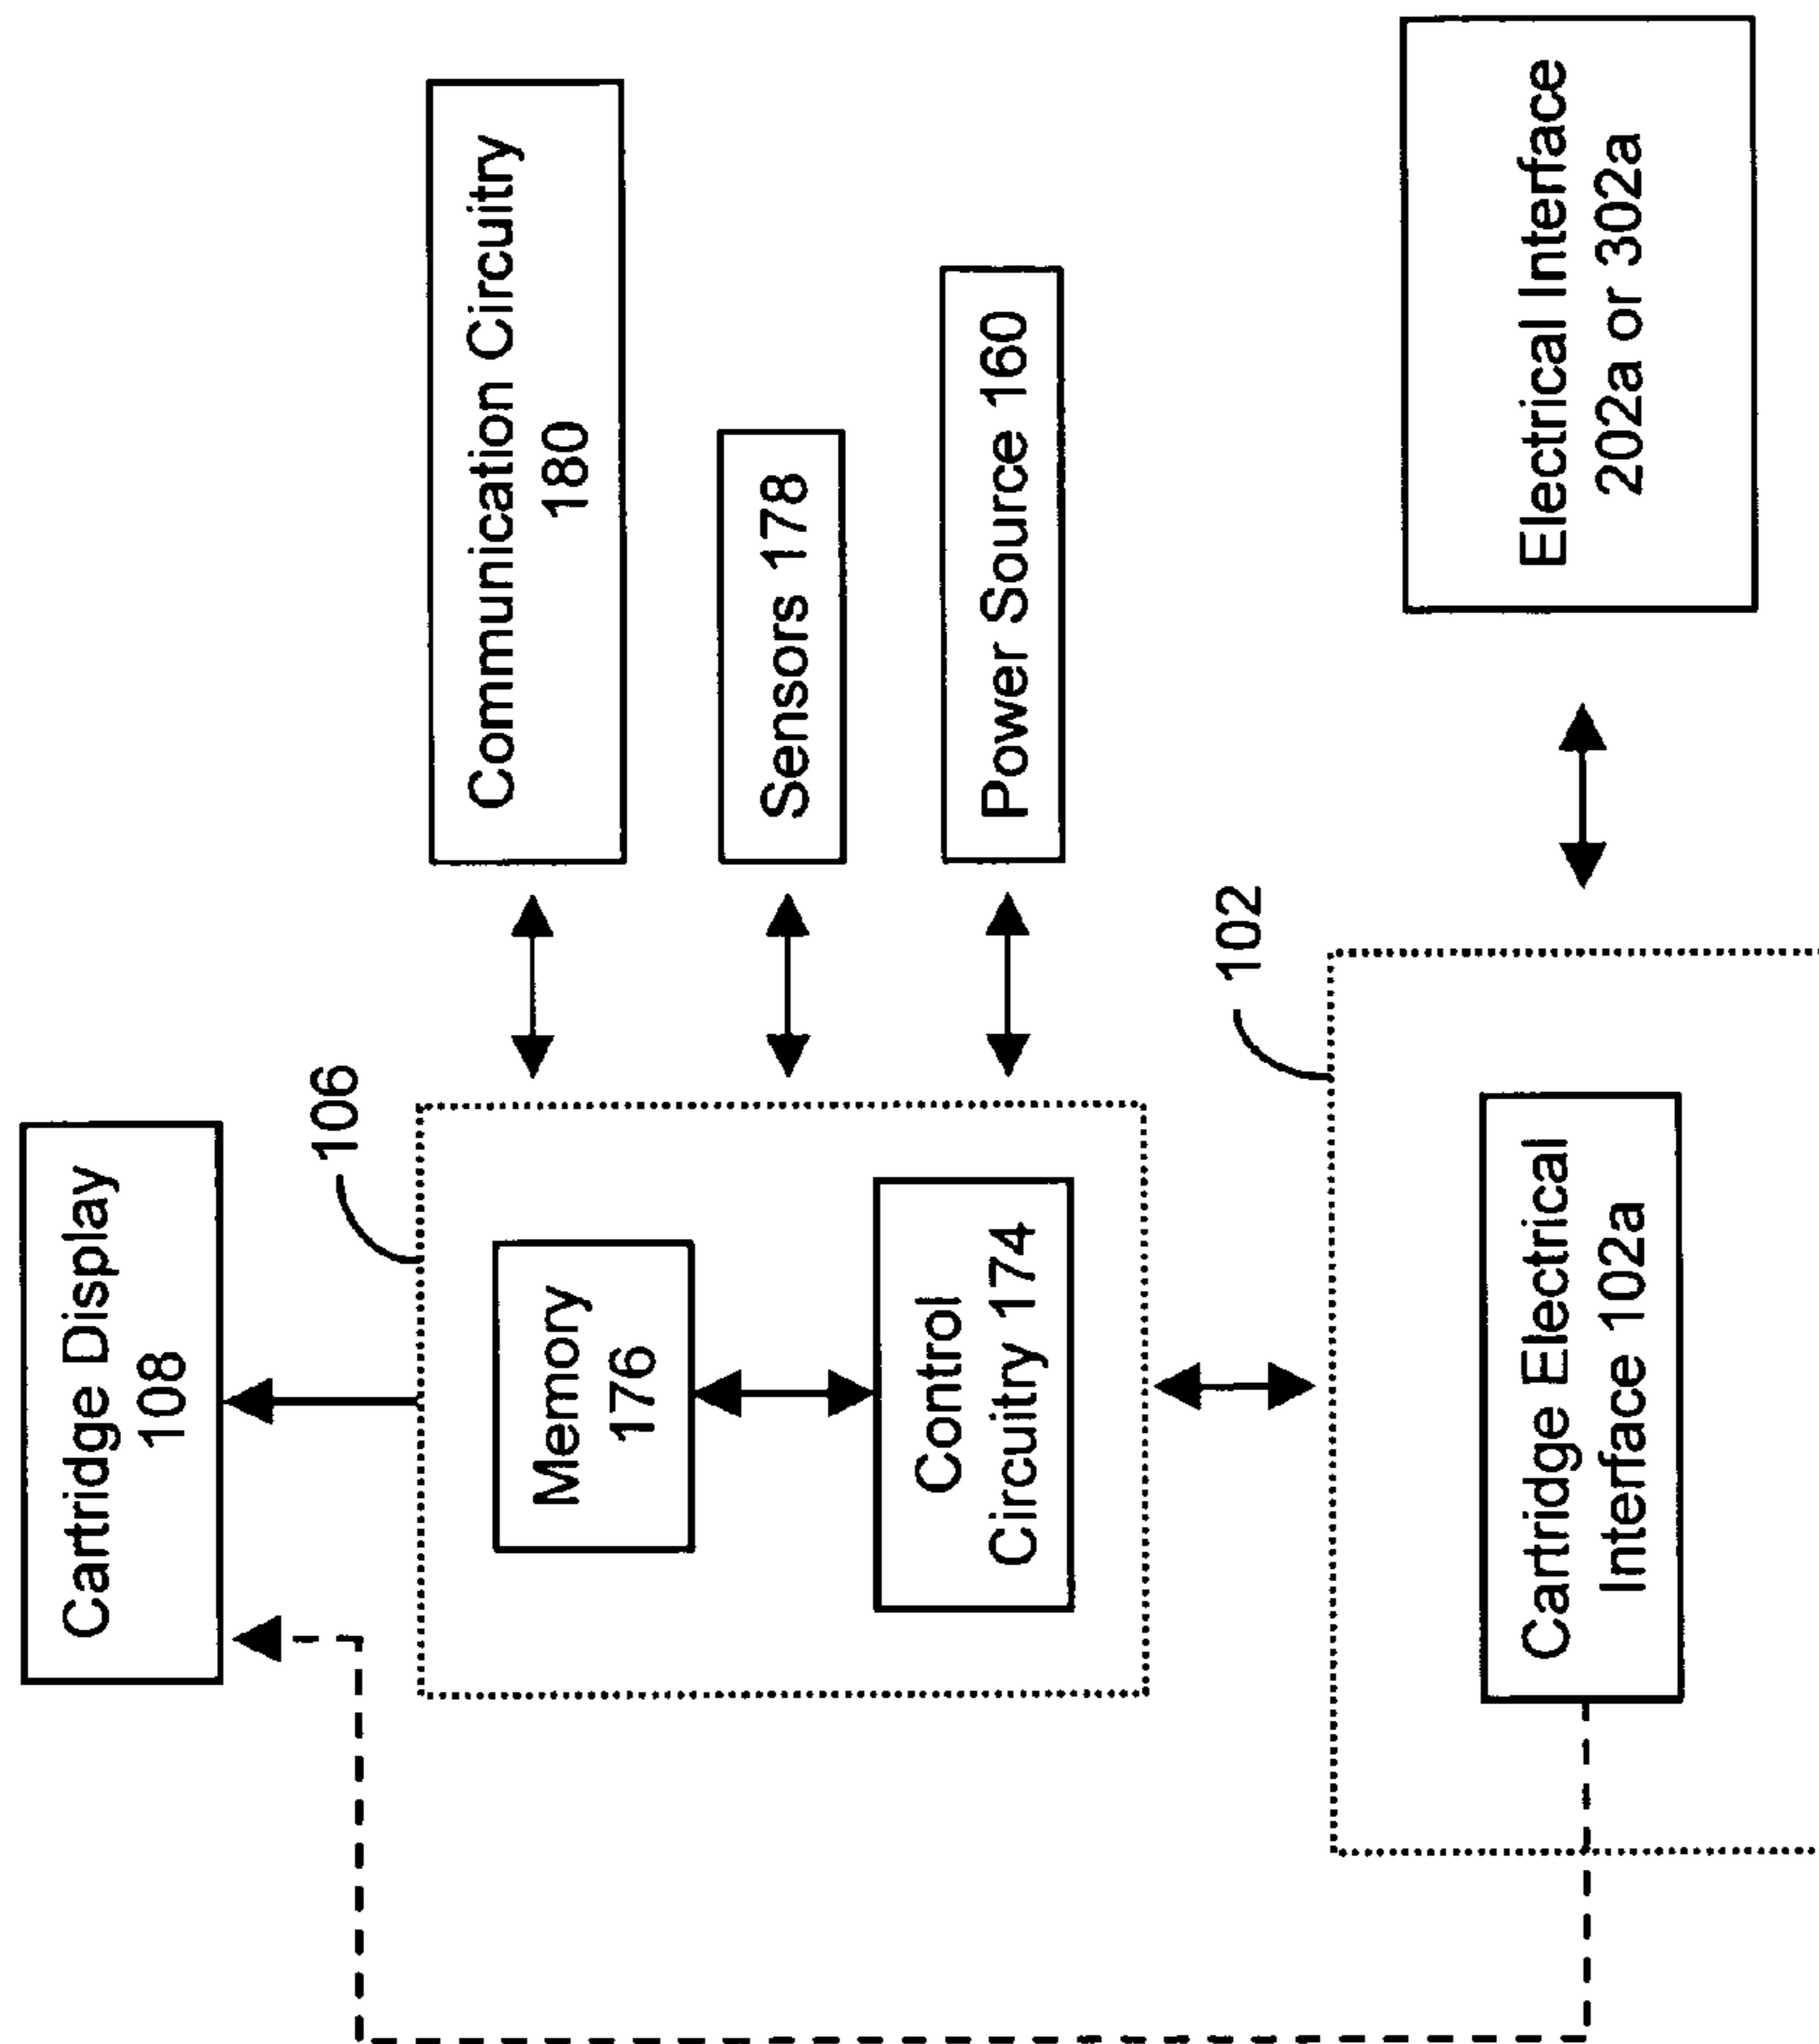 Cartridge Display
108
106
Memory
176
Control
Circuitry 174
Communication Circuitry
180
Sensors 178
Power Source 160
102
Cartridge Electrical
Interface 102a
Electrical Interface
202a or 302a